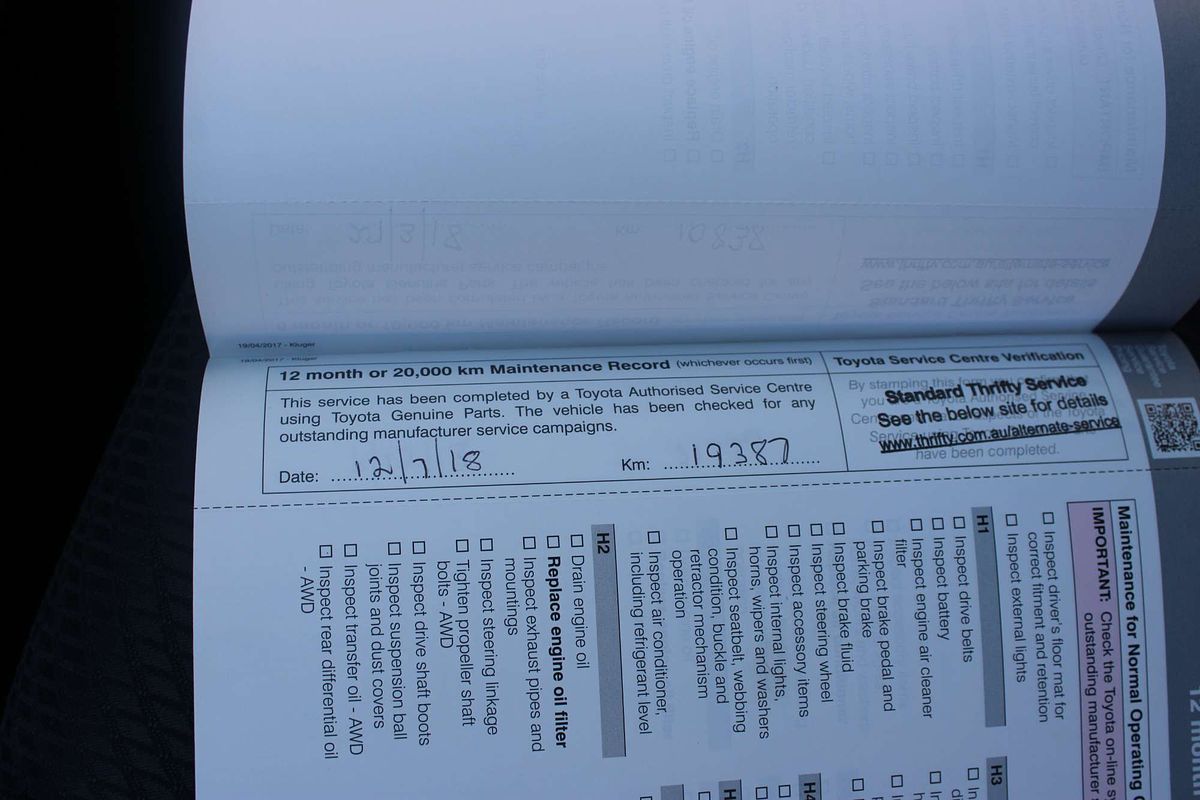 19/04/2017 - Kluger
12 month or 20,000 km Maintenance Record (whichever occurs first)
This service has been completed by a Toyota Authorised Service Centre
using Toyota Genuine Parts. The vehicle has been checked for any
outstanding manufacturer service campaigns.
Date: 12/7/18
Km: 19387
Toyota Service Centre Verification
By stamping this
have been completed.
Standard Thrifty Service
See the below site for details
www.thrifty.com.au/alternate-service
Maintenance for Normal Operating
IMPORTANT: Check the Toyota on-line
outstanding manufacturer
☐ Inspect driver's floor mat for
correct fitment and retention
☐ Inspect external lights
H1
☐ Inspect drive belts
☐ Inspect battery
☐ Inspect engine air cleaner
filter
☐ Inspect brake pedal and
parking brake
☐ Inspect brake fluid
☐ Inspect steering wheel
☐ Inspect accessory items
☐ Inspect internal lights,
horns, wipers and washers
☐ Inspect seatbelt, webbing
condition, buckle and
retractor mechanism
operation
☐ Inspect air conditioner,
including refrigerant level
H2
☐ Drain engine oil
☐ Replace engine oil filter
☐ Inspect exhaust pipes and
mountings
☐ Inspect steering linkage
☐ Tighten propeller shaft
bolts - AWD
☐ Inspect drive shaft boots
☐ Inspect suspension ball
joints and dust covers
☐ Inspect transfer oil - AWD
☐ Inspect rear differential oil
- AWD
H3
H4